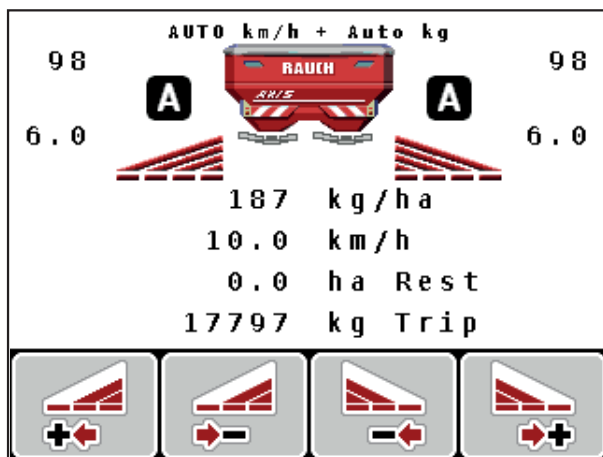 AUTO km/h + Auto kg
98 98
RAUCH
A A
AXIS
6.0 6.0
187 kg/ha
10.0 km/h
0.0 ha Rest
17797 kg Trip